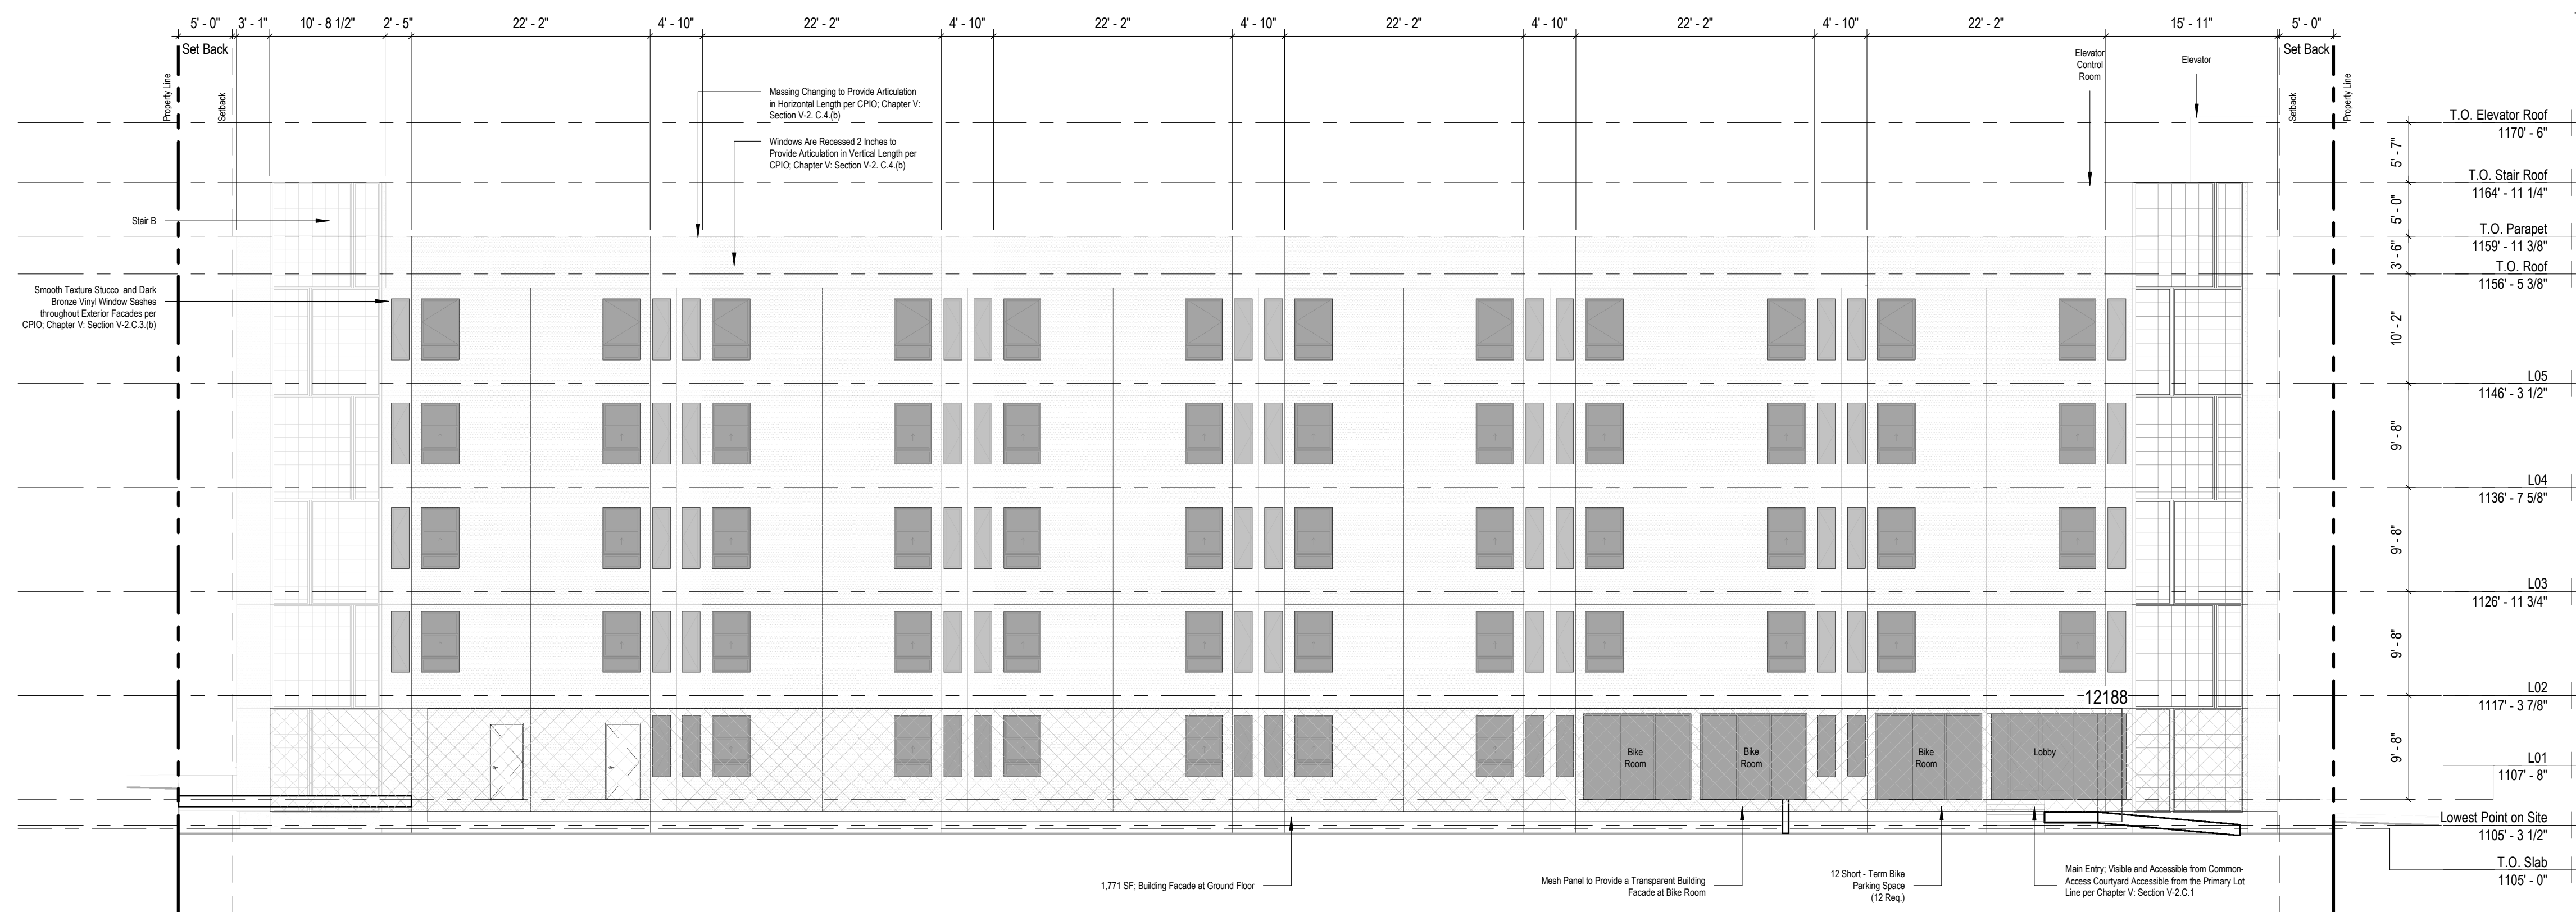 5' - 0" 3' - 1" 10' - 8 1/2" 2' - 5" 22' - 2" 4' - 10" 22' - 2" 4' - 10" 22' - 2" 4' - 10" 22' - 2" 4' - 10" 22' - 2" 4' - 10" 22' - 2" 15' - 11" 5' - 0"
Set Back
Set Back
Property Line
Setback
Massing Changing to Provide Articulation
in Horizontal Length per CPIO; Chapter V:
Section V-2. C.4.(b)
Windows Are Recessed 2 Inches to
Provide Articulation in Vertical Length per
CPIO; Chapter V: Section V-2. C.4.(b)
Elevator
Control
Room
Elevator
Setback
Property Line
Stair B
Smooth Texture Stucco and Dark
Bronze Vinyl Window Sashes
throughout Exterior Facades per
CPIO; Chapter V: Section V-2.C.3.(b)
T.O. Elevator Roof
1170' - 6"
5' - 7"
T.O. Stair Roof
1164' - 11 1/4"
5' - 0"
T.O. Parapet
1159' - 11 3/8"
3' - 6"
T.O. Roof
1156' - 5 3/8"
10' - 2"
L05
1146' - 3 1/2"
9' - 8"
L04
1136' - 7 5/8"
9' - 8"
L03
1126' - 11 3/4"
9' - 8"
L02
1117' - 3 7/8"
9' - 8"
L01
1107' - 8"
Lowest Point on Site
1105' - 3 1/2"
T.O. Slab
1105' - 0"
12188
Bike
Room
Bike
Room
Bike
Room
Lobby
1,771 SF; Building Facade at Ground Floor
Mesh Panel to Provide a Transparent Building
Facade at Bike Room
12 Short - Term Bike
Parking Space
(12 Req.)
Main Entry; Visible and Accessible from Common-
Access Courtyard Accessible from the Primary Lot
Line per Chapter V: Section V-2.C.1